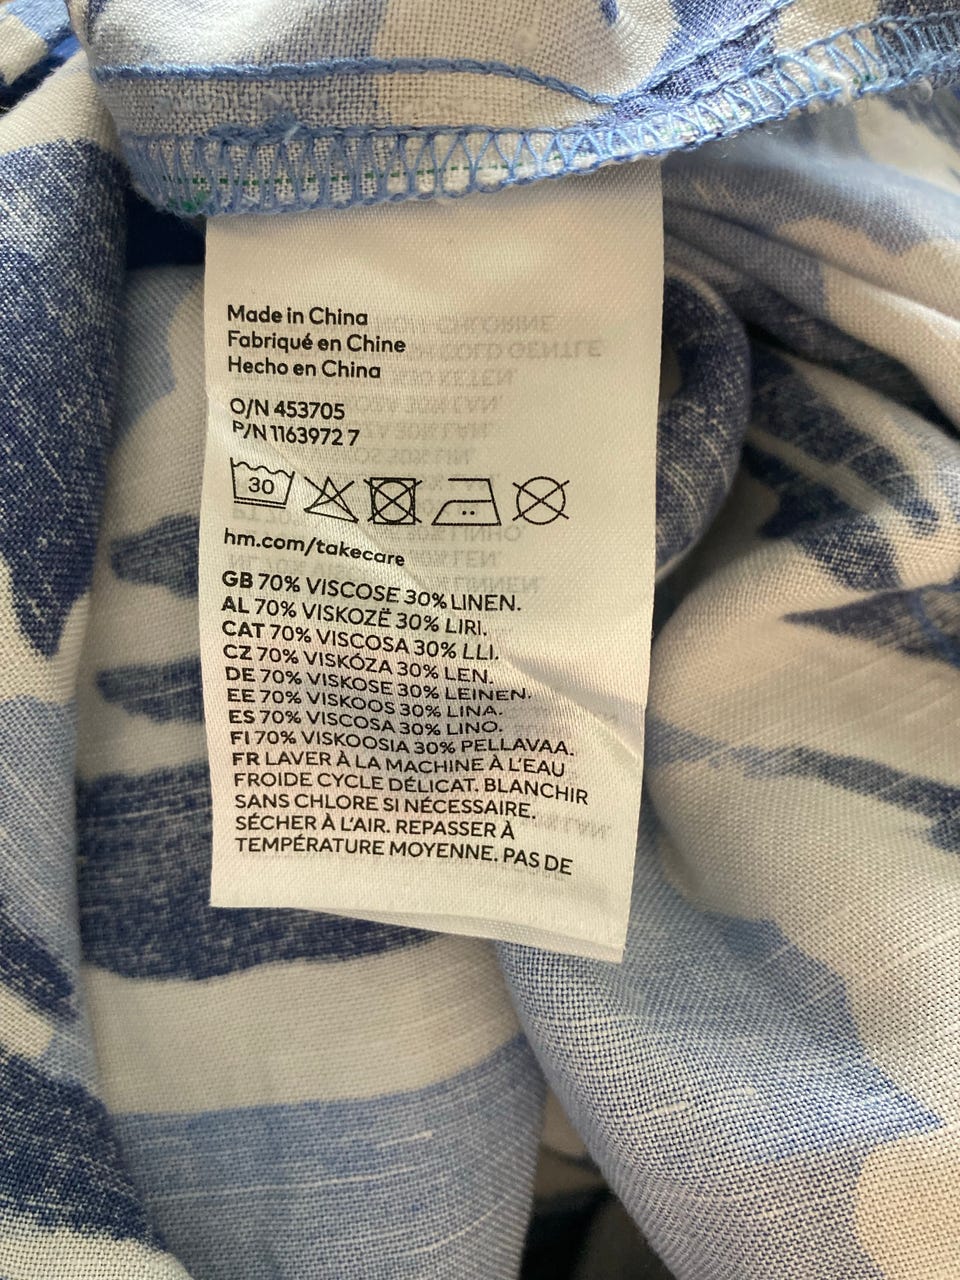 Made in China
Fabriqué en Chine
Hecho en China
O/N 453705
P/N 1163972 7
30
hm.com/takecare
GB 70% VISCOSE 30% LINEN.
AL 70% VISKOZË 30% LIRI.
CAT 70% VISCOSA 30% LLI.
CZ 70% VISKÓZA 30% LEN.
DE 70% VISKOSE 30% LEINEN.
EE 70% VISKOOS 30% LINA.
ES 70% VISCOSA 30% LINO.
FI 70% VISKOOSIA 30% PELLAVAA.
FR LAVER À LA MACHINE À L'EAU
FROIDE CYCLE DÉLICAT. BLANCHIR
SANS CHLORE SI NÉCESSAIRE.
SÉCHER À L'AIR. REPASSER À
TEMPÉRATURE MOYENNE. PAS DE